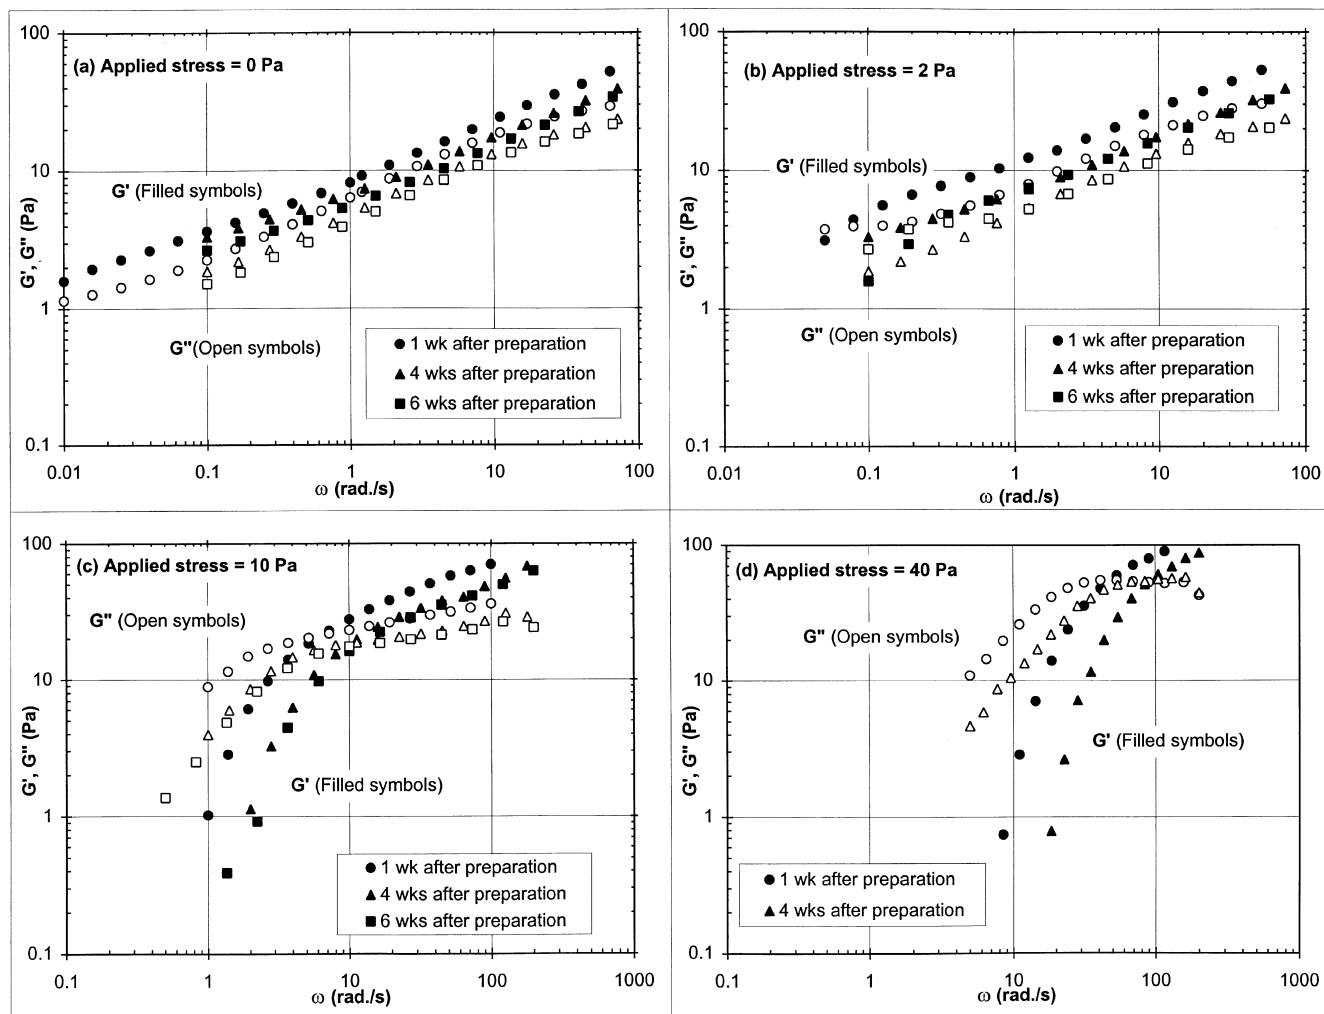 (a) Applied stress = 0 Pa
100
10
1
0.1
G', G" (Pa)
G' (Filled symbols)
G"(Open symbols)
1 wk after preparation
4 wks after preparation
6 wks after preparation
0.01 0.1 1 10 100
ω (rad./s)
(b) Applied stress = 2 Pa
100
10
1
0.1
G', G" (Pa)
G' (Filled symbols)
G" (Open symbols)
1 wk after preparation
4 wks after preparation
6 wks after preparation
0.01 0.1 1 10 100
ω (rad./s)
(c) Applied stress = 10 Pa
100
10
1
0.1
G', G" (Pa)
G" (Open symbols)
G' (Filled symbols)
1 wk after preparation
4 wks after preparation
6 wks after preparation
0.1 1 10 100 1000
ω (rad./s)
(d) Applied stress = 40 Pa
100
10
1
0.1
G', G" (Pa)
G" (Open symbols)
G' (Filled symbols)
1 wk after preparation
4 wks after preparation
0.1 1 10 100 1000
ω (rad./s)